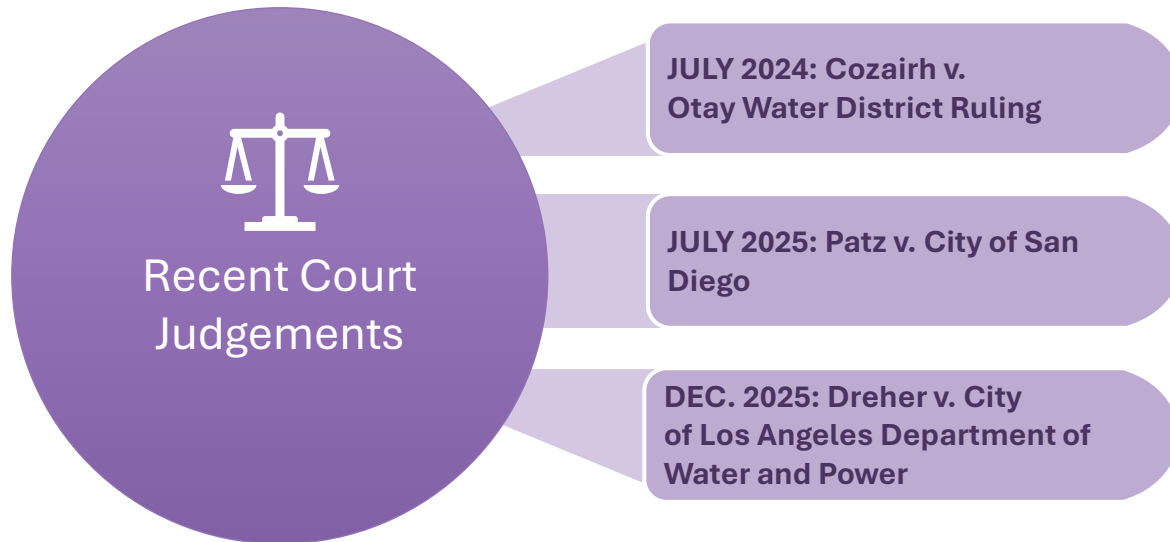 Recent Court
Judgements
JULY 2024: Cozairh v.
Otay Water District Ruling
JULY 2025: Patz v. City of San
Diego
DEC. 2025: Dreher v. City
of Los Angeles Department of
Water and Power